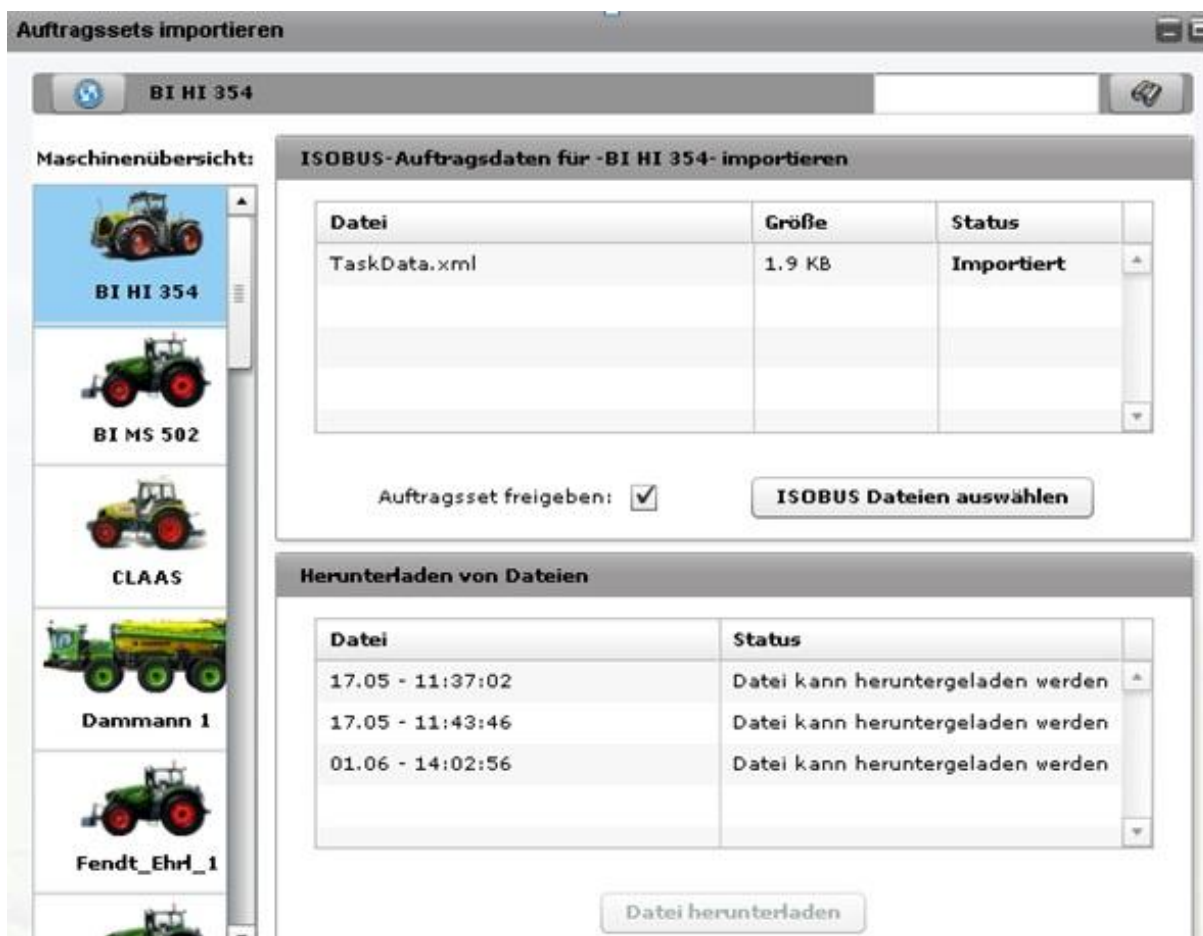 Auftragssets importieren
BI HI 354
Maschinenübersicht:
BI HI 354
BI MS 502
CLAAS
Dammann 1
Fendt_Ehrl_1
ISOBUS-Auftragsdaten für -BI HI 354- importieren
Datei Größe Status
TaskData.xml 1.9 KB Importiert
Auftragsset freigeben: ISOBUS Dateien auswählen
Herunterladen von Dateien
Datei Status
17.05 - 11:37:02 Datei kann heruntergeladen werden
17.05 - 11:43:46 Datei kann heruntergeladen werden
01.06 - 14:02:56 Datei kann heruntergeladen werden
Datei herunterladen